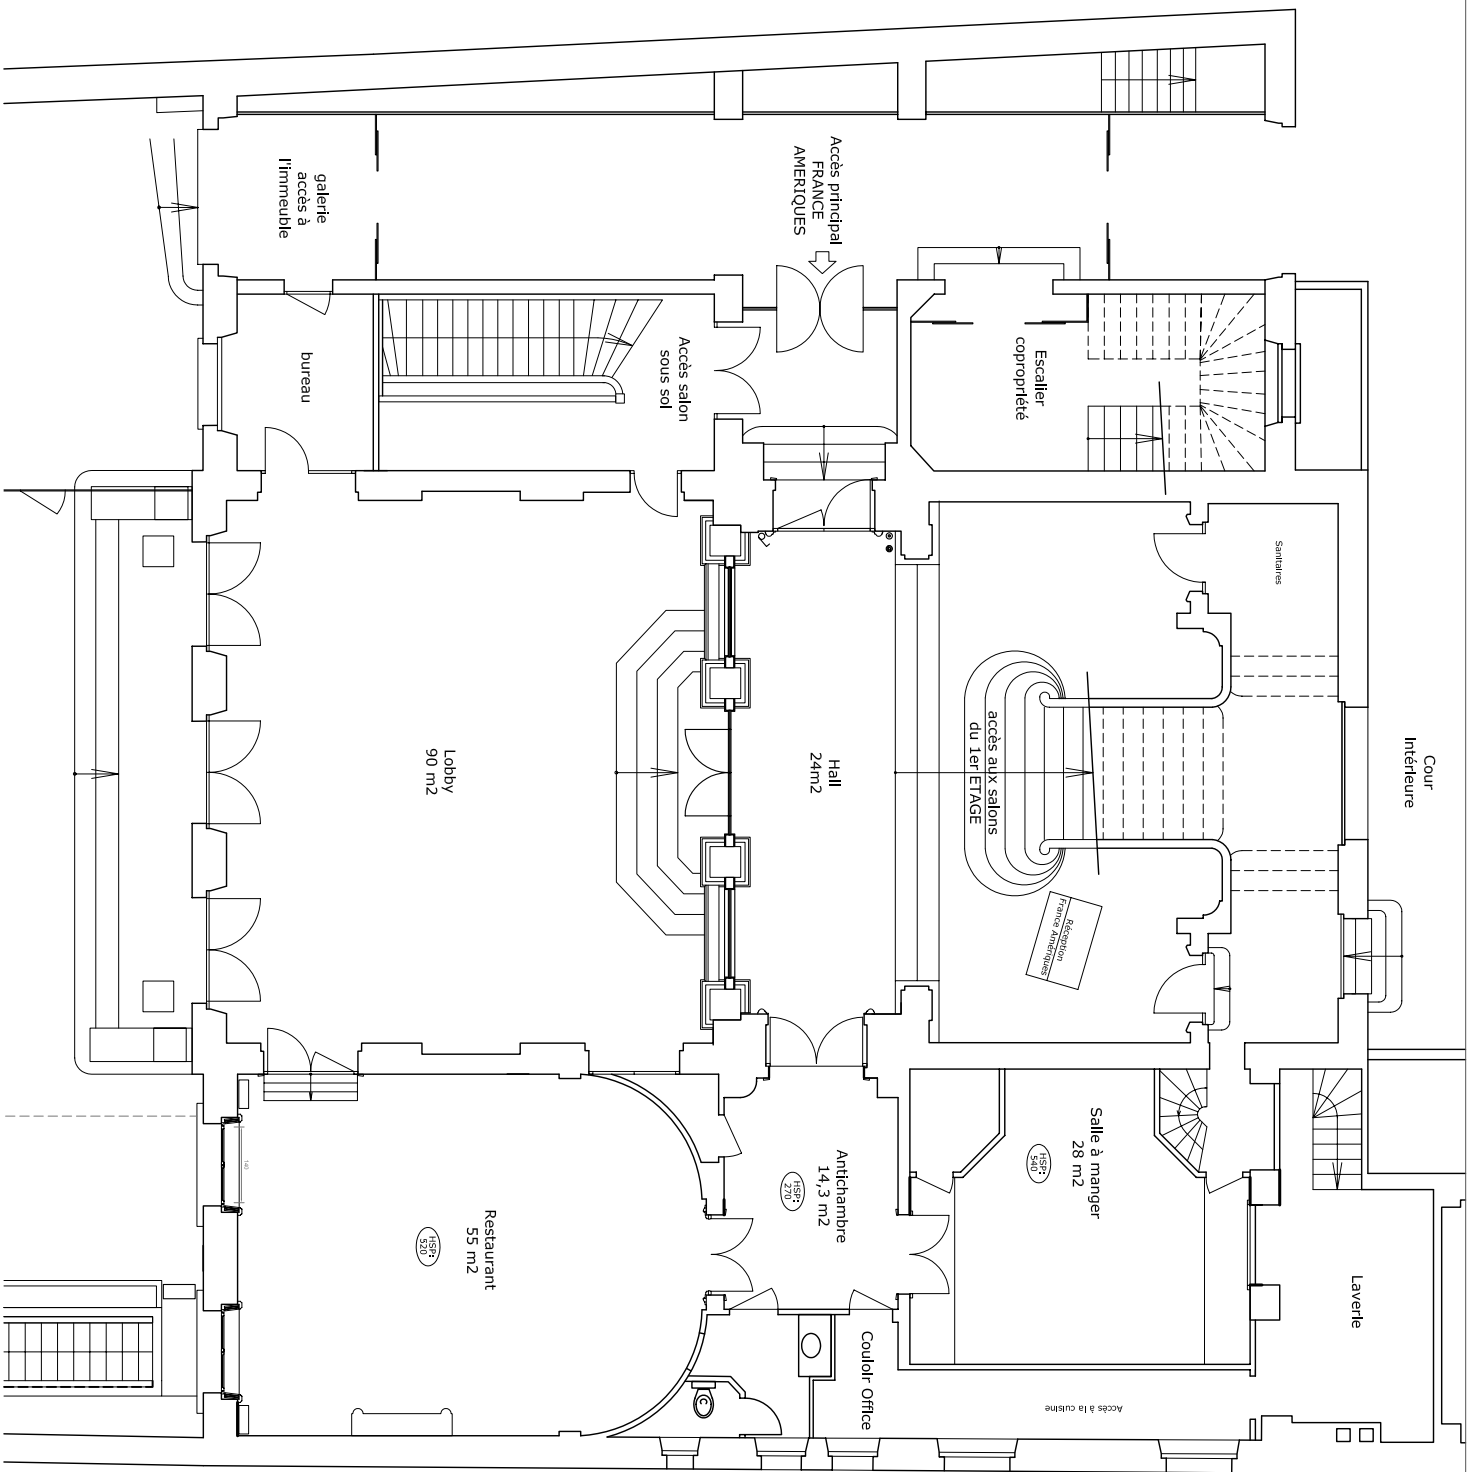 Accès principal
FRANCE
AMERIQUES
galerie
accès à
l'immeuble
bureau
Accès salon
sous sol
Escalier
copropriété
Sanitaires
Cour
Intérieure
accès aux salons
du 1er ETAGE
Hall
24m2
Lobby
90 m2
Réception
France Amériques
Salle à manger
28 m2
HSP:
540
Antichambre
14,3 m2
HSP:
270
Restaurant
55 m2
HSP:
520
140
Laverie
Couloir Office
Accès à la cuisine
C